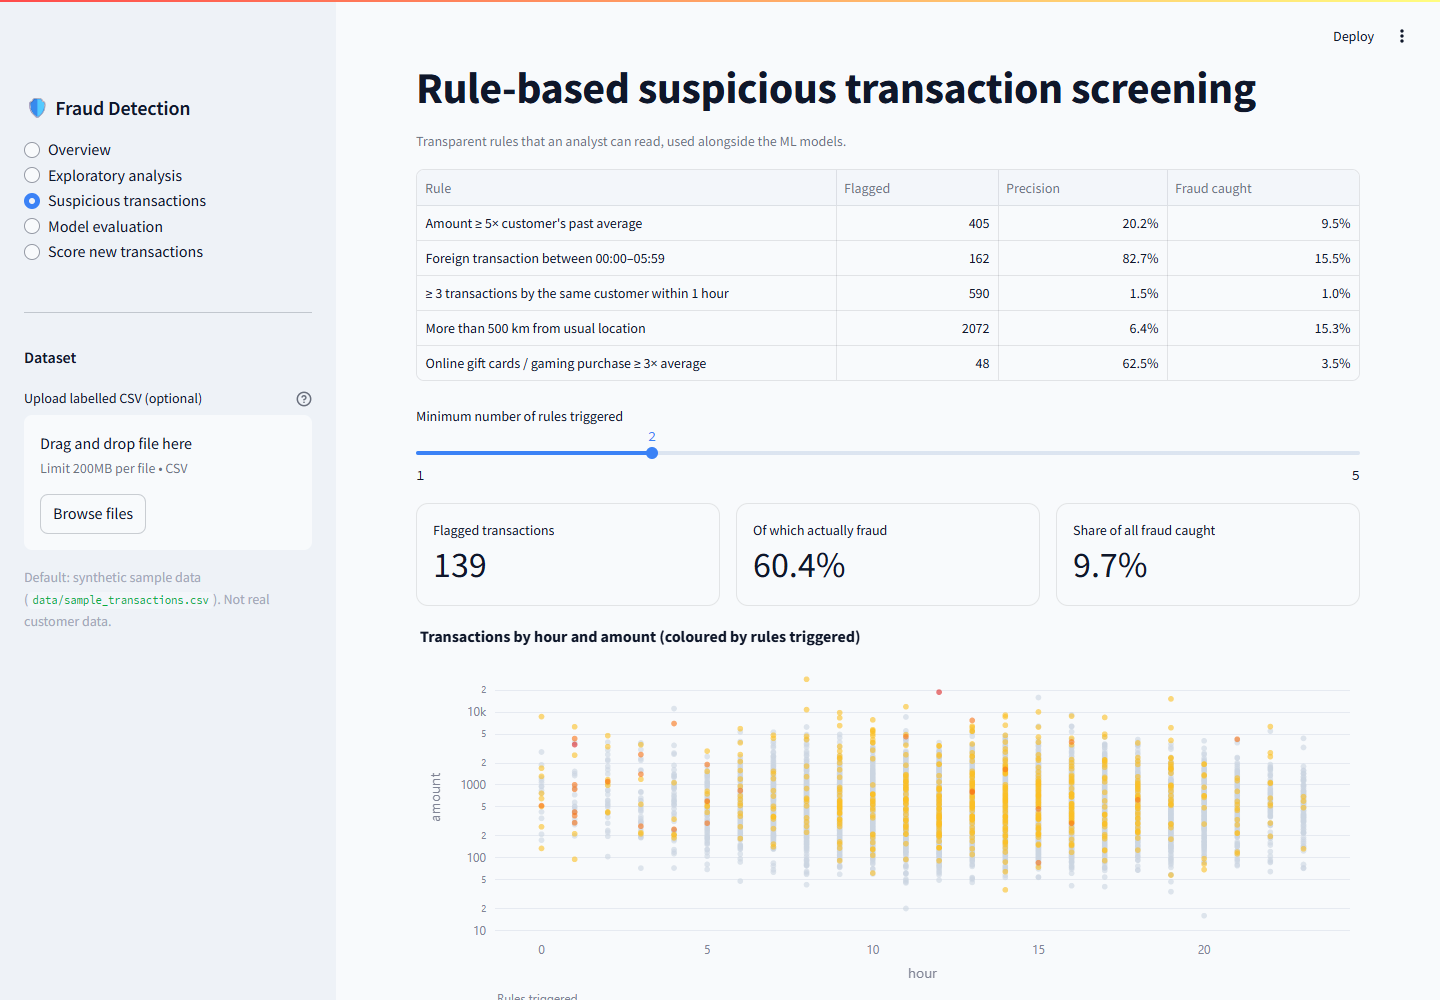 Deploy
Fraud Detection
Overview
Exploratory analysis
Suspicious transactions
Model evaluation
Score new transactions
Dataset
Upload labelled CSV (optional)
Drag and drop file here
Limit 200MB per file • CSV
Browse files
Default: synthetic sample data
( data/sample_transactions.csv ). Not real
customer data.
Rule-based suspicious transaction screening
Transparent rules that an analyst can read, used alongside the ML models.
Rule Flagged Precision Fraud caught
Amount ≥ 5× customer's past average 405 20.2% 9.5%
Foreign transaction between 00:00–05:59 162 82.7% 15.5%
≥ 3 transactions by the same customer within 1 hour 590 1.5% 1.0%
More than 500 km from usual location 2072 6.4% 15.3%
Online gift cards / gaming purchase ≥ 3× average 48 62.5% 3.5%
Minimum number of rules triggered
2
1 5
Flagged transactions Of which actually fraud Share of all fraud caught
139 60.4% 9.7%
Transactions by hour and amount (coloured by rules triggered)
2
10k
5
2
1000
5
2
100
5
2
10
amount
0 5 10 15 20
hour
Rules triggered